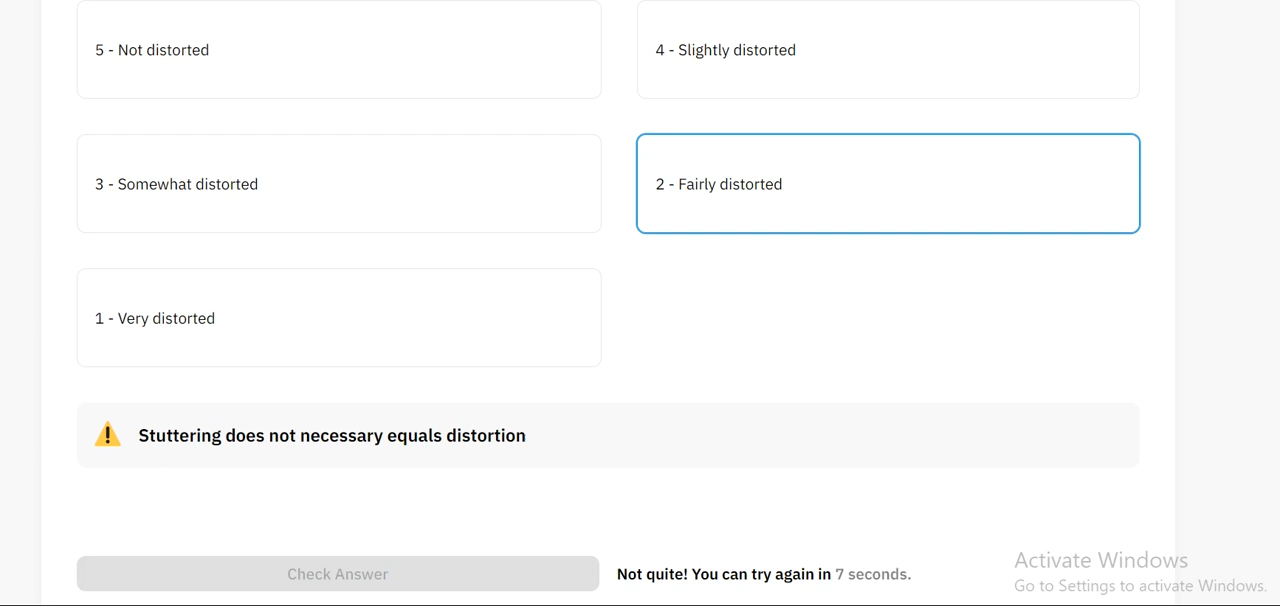 5 - Not distorted
4 - Slightly distorted
3 - Somewhat distorted
2 - Fairly distorted
1 - Very distorted
Stuttering does not necessary equals distortion
Check Answer
Not quite! You can try again in 7 seconds.
Activate Windows
Go to Settings to activate Windows.